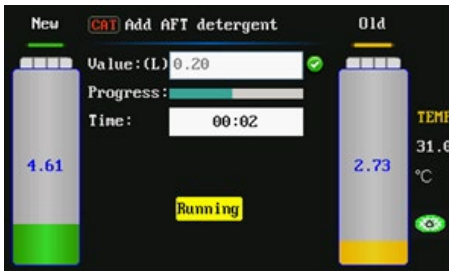 New
CAT Add AFT detergent
Old
Value:(L) 0.20
Progress:
Time: 00:02
TEMP
31.0
4.61
2.73
°C
Running